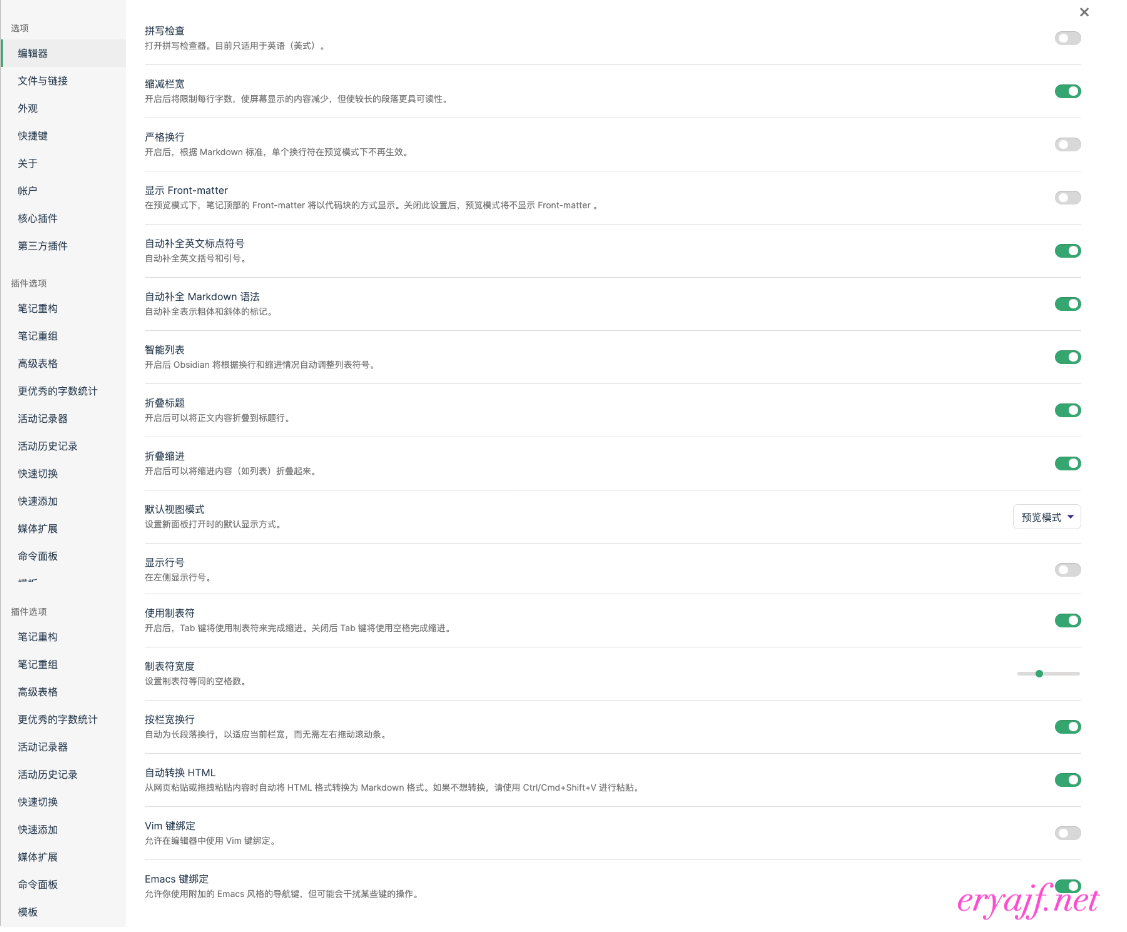 选项
编辑器
文件与链接
外观
快捷键
关于
帐户
核心插件
第三方插件
插件选项
笔记重构
笔记重组
高级表格
更优秀的字数统计
活动记录器
活动历史记录
快速切换
快速添加
媒体扩展
命令面板
插件选项
笔记重构
笔记重组
高级表格
更优秀的字数统计
活动记录器
活动历史记录
快速切换
快速添加
媒体扩展
命令面板
模板
拼写检查
打开拼写检查器。目前只适用于英语（美式）。
缩减栏宽
开启后将限制每行字数，使屏幕显示的内容减少，但使较长的段落更具可读性。
严格换行
开启后，根据 Markdown 标准，单个换行符在预览模式下不再生效。
显示 Front-matter
在预览模式下，笔记顶部的 Front-matter 将以代码块的方式显示。关闭此设置后，预览模式将不显示 Front-matter 。
自动补全英文标点符号
自动补全英文括号和引号。
自动补全 Markdown 语法
自动补全表示粗体和斜体的标记。
智能列表
开启后 Obsidian 将根据换行和缩进情况自动调整列表符号。
折叠标题
开启后可以将正文内容折叠到标题行。
折叠缩进
开启后可以将缩进内容（如列表）折叠起来。
默认视图模式
设置新面板打开时的默认显示方式。
预览模式
显示行号
在左侧显示行号。
使用制表符
开启后，Tab 键将使用制表符来完成缩进。关闭后 Tab 键将使用空格完成缩进。
制表符宽度
设置制表符等同的空格数。
按栏宽换行
自动为长段落换行，以适应当前栏宽，而无需左右拖动滚动条。
自动转换 HTML
从网页粘贴或拖拽粘贴内容时自动将 HTML 格式转换为 Markdown 格式。如果不想转换，请使用 Ctrl/Cmd+Shift+V 进行粘贴。
Vim 键绑定
允许在编辑器中使用 Vim 键绑定。
Emacs 键绑定
允许你使用附加的 Emacs 风格的导航键，但可能会干扰某些键的操作。
eryajf.net